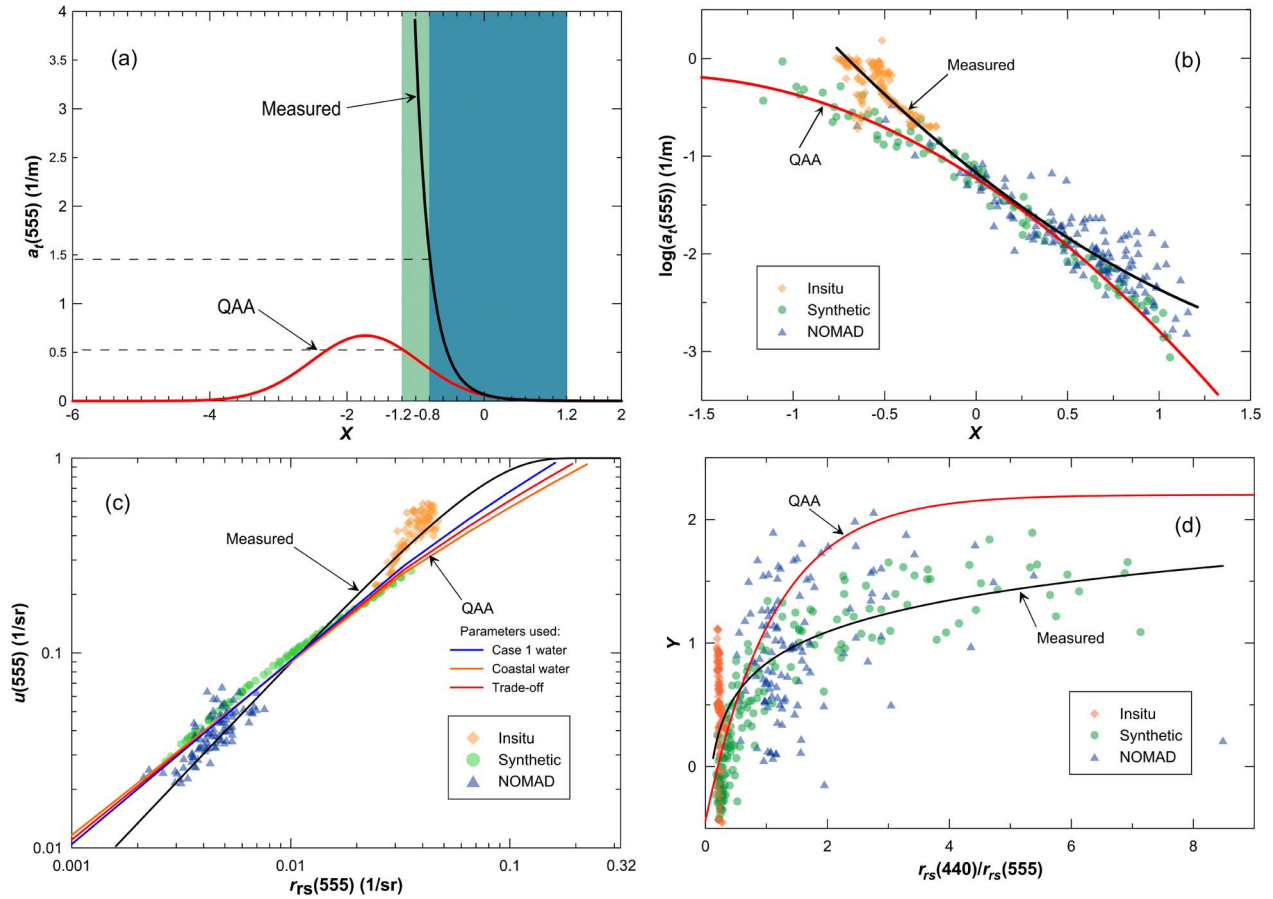 (a)
Measured
QAA
4
3.5
3
2.5
2
1.5
1
0.5
0
-6
-4
-2
-1.2
-0.8
0
1.2
2
a_t(555) (1/m)
X
(b)
Measured
QAA
Insitu
Synthetic
NOMAD
0
-1
-2
-3
-1.5
-1
-0.5
0
0.5
1
1.5
log(a_t(555)) (1/m)
X
(c)
Measured
QAA
Parameters used:
Case 1 water
Coastal water
Trade-off
Insitu
Synthetic
NOMAD
1
0.1
0.01
0.001
0.01
0.1
0.32
u(555) (1/sr)
r_rs(555) (1/sr)
(d)
QAA
Measured
Insitu
Synthetic
NOMAD
2
1
0
0
2
4
6
8
Y
r_rs(440)/r_rs(555)